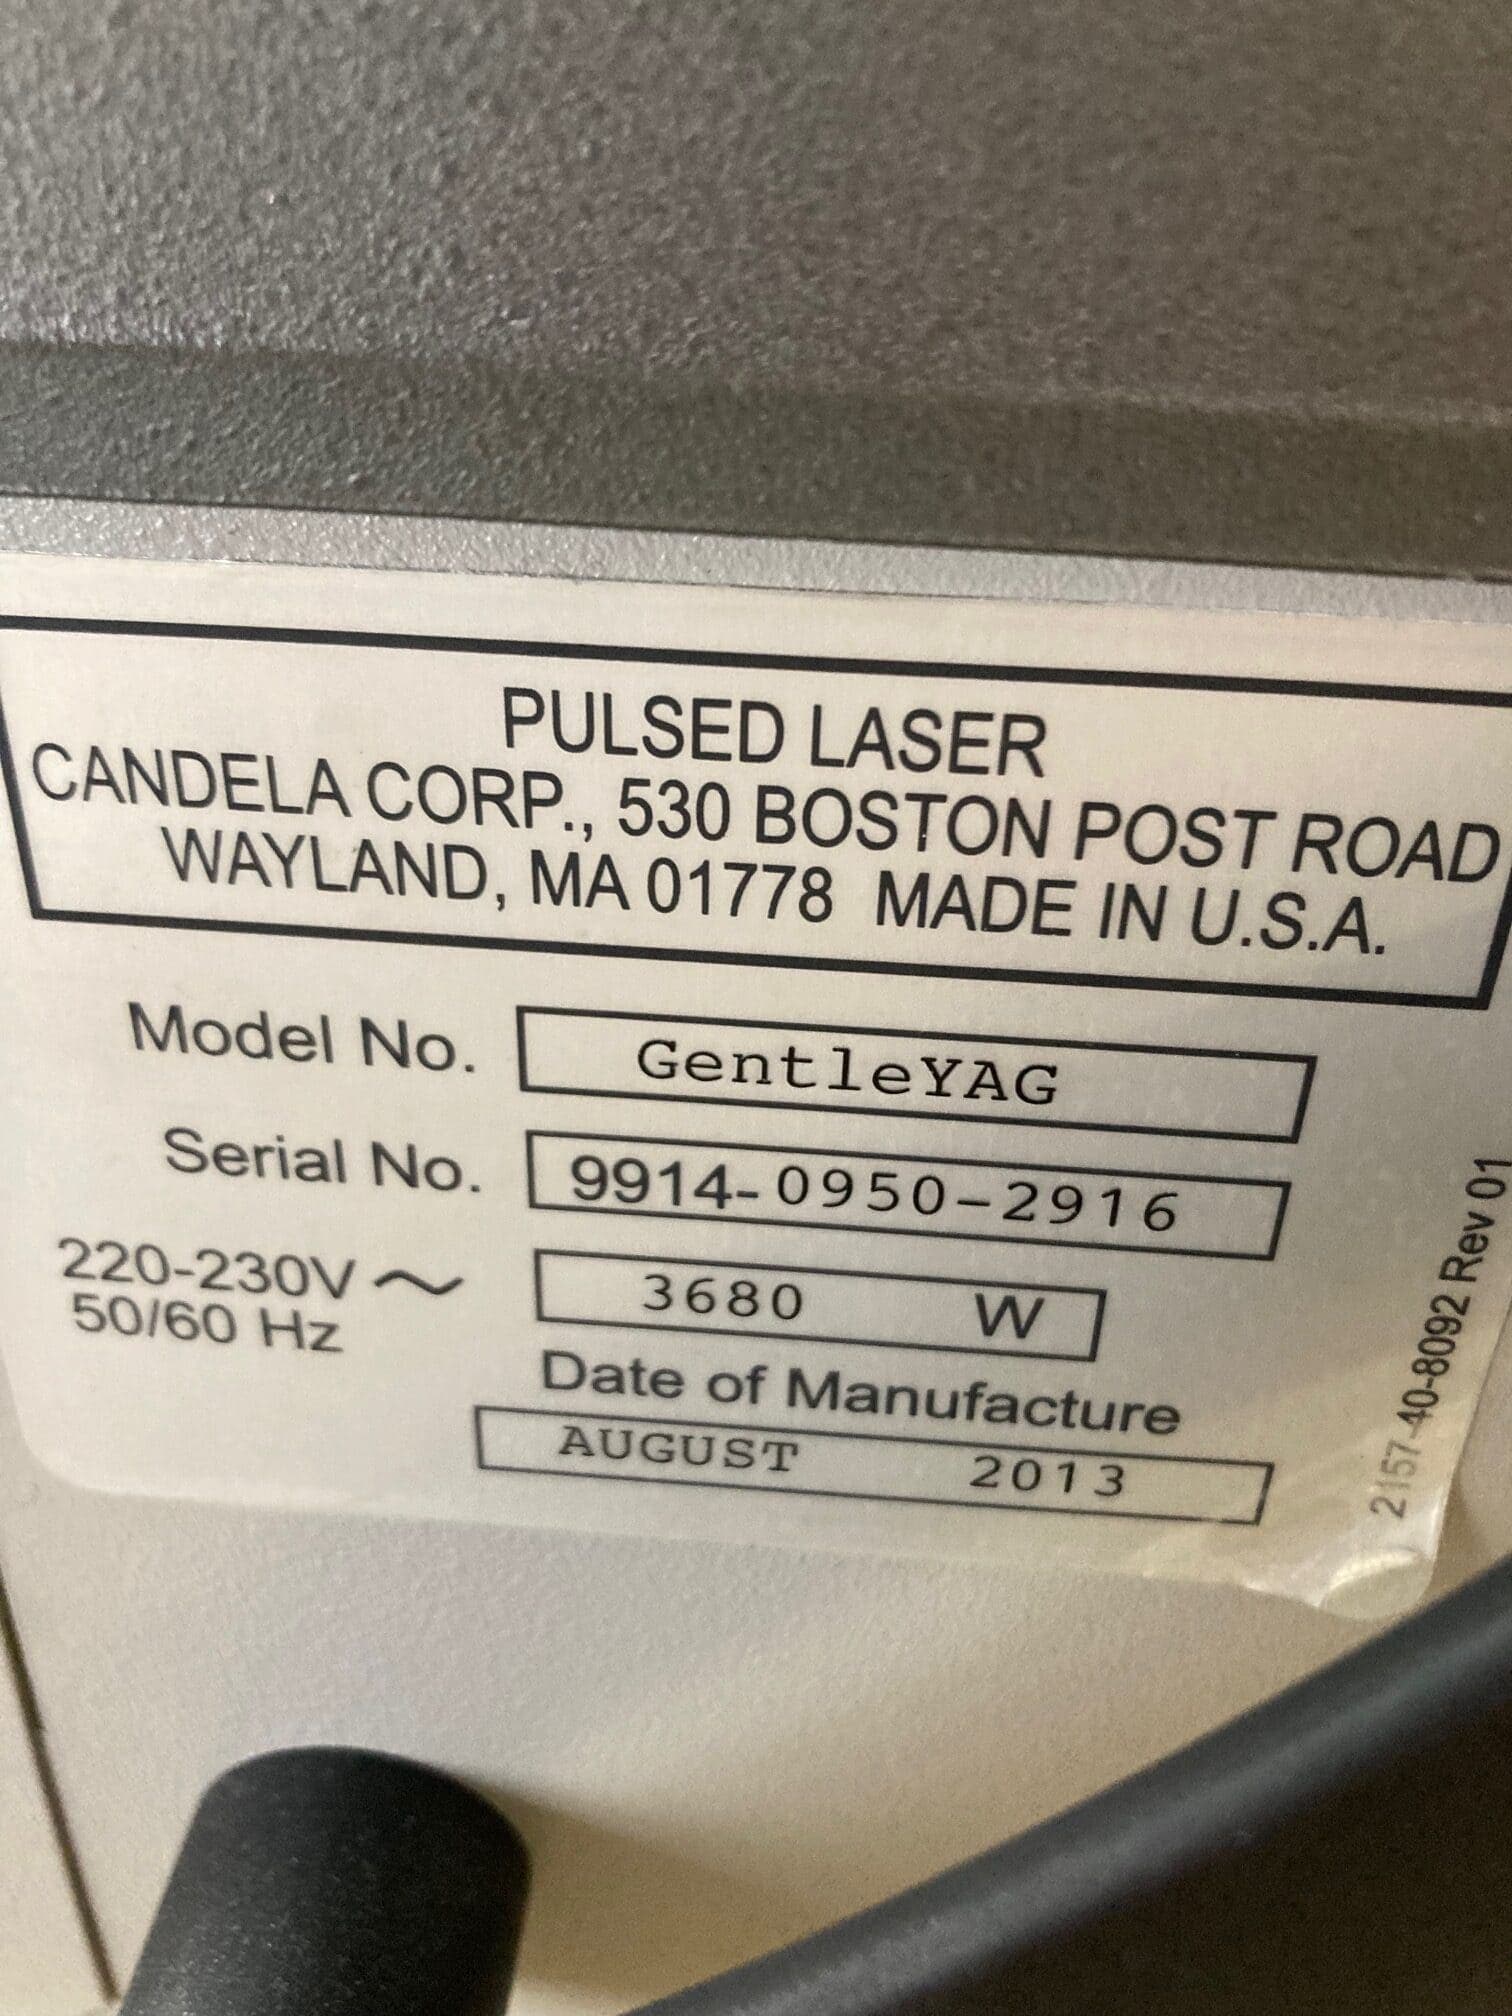 PULSED LASER
CANDELA CORP., 530 BOSTON POST ROAD
WAYLAND, MA 01778 MADE IN U.S.A.
Model No. GentleYAG
Serial No. 9914-0950-2916
220-230V ~ 3680 W
50/60 Hz
Date of Manufacture
AUGUST 2013
2157-40-8092 Rev 01